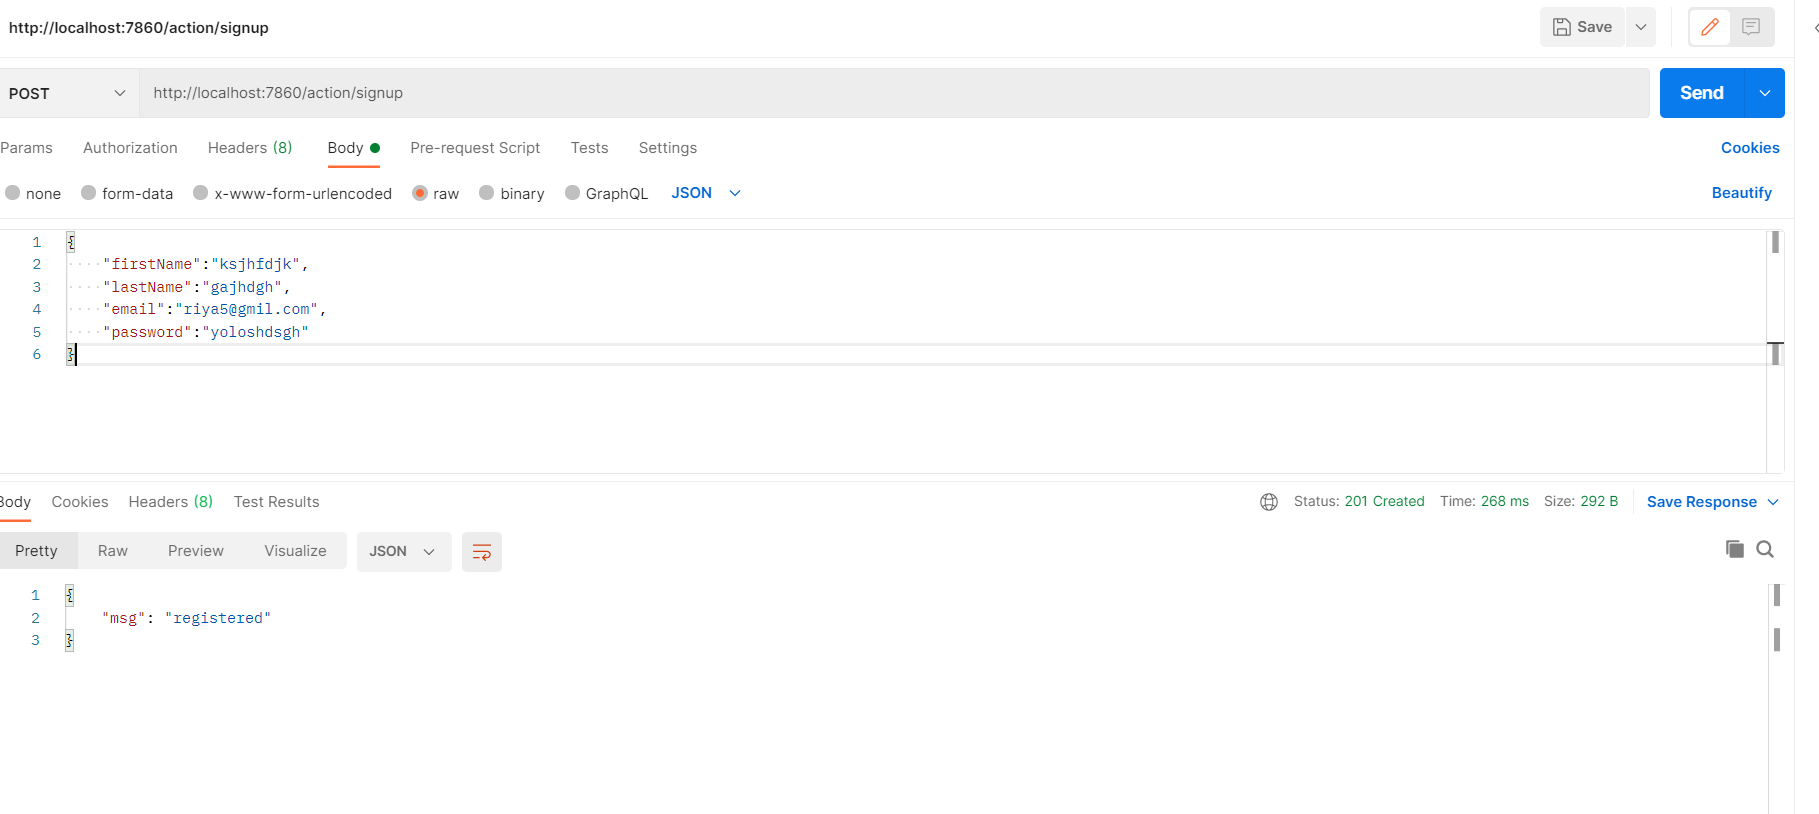 http://localhost:7860/action/signup
Save
POST
http://localhost:7860/action/signup
Send
Params Authorization Headers (8) Body Pre-request Script Tests Settings Cookies
none form-data x-www-form-urlencoded raw binary GraphQL JSON Beautify
1 {
2 ····"firstName":"ksjhfdjk",
3 ····"lastName":"gajhdgh",
4 ····"email":"riya5@gmil.com",
5 ····"password":"yoloshdsgh"
6 }
Body Cookies Headers (8) Test Results Status: 201 Created Time: 268 ms Size: 292 B Save Response
Pretty Raw Preview Visualize JSON
1 {
2 "msg": "registered"
3 }